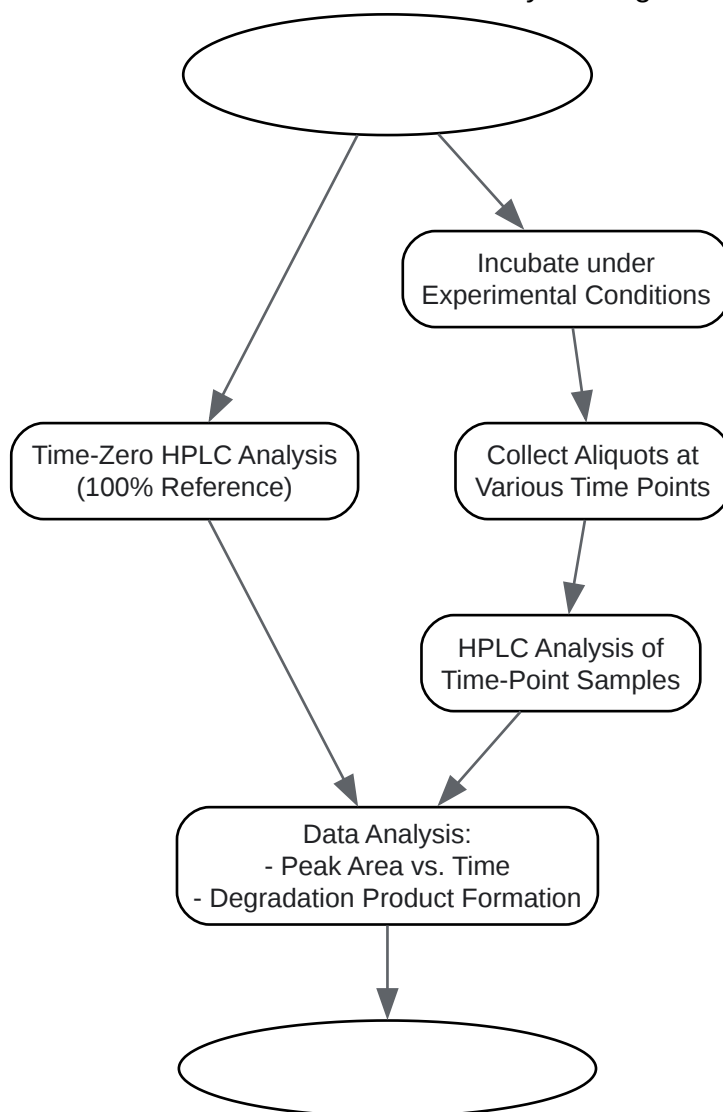 Incubate under
Experimental Conditions
Time-Zero HPLC Analysis
(100% Reference)
Collect Aliquots at
Various Time Points
HPLC Analysis of
Time-Point Samples
Data Analysis:
- Peak Area vs. Time
- Degradation Product Formation